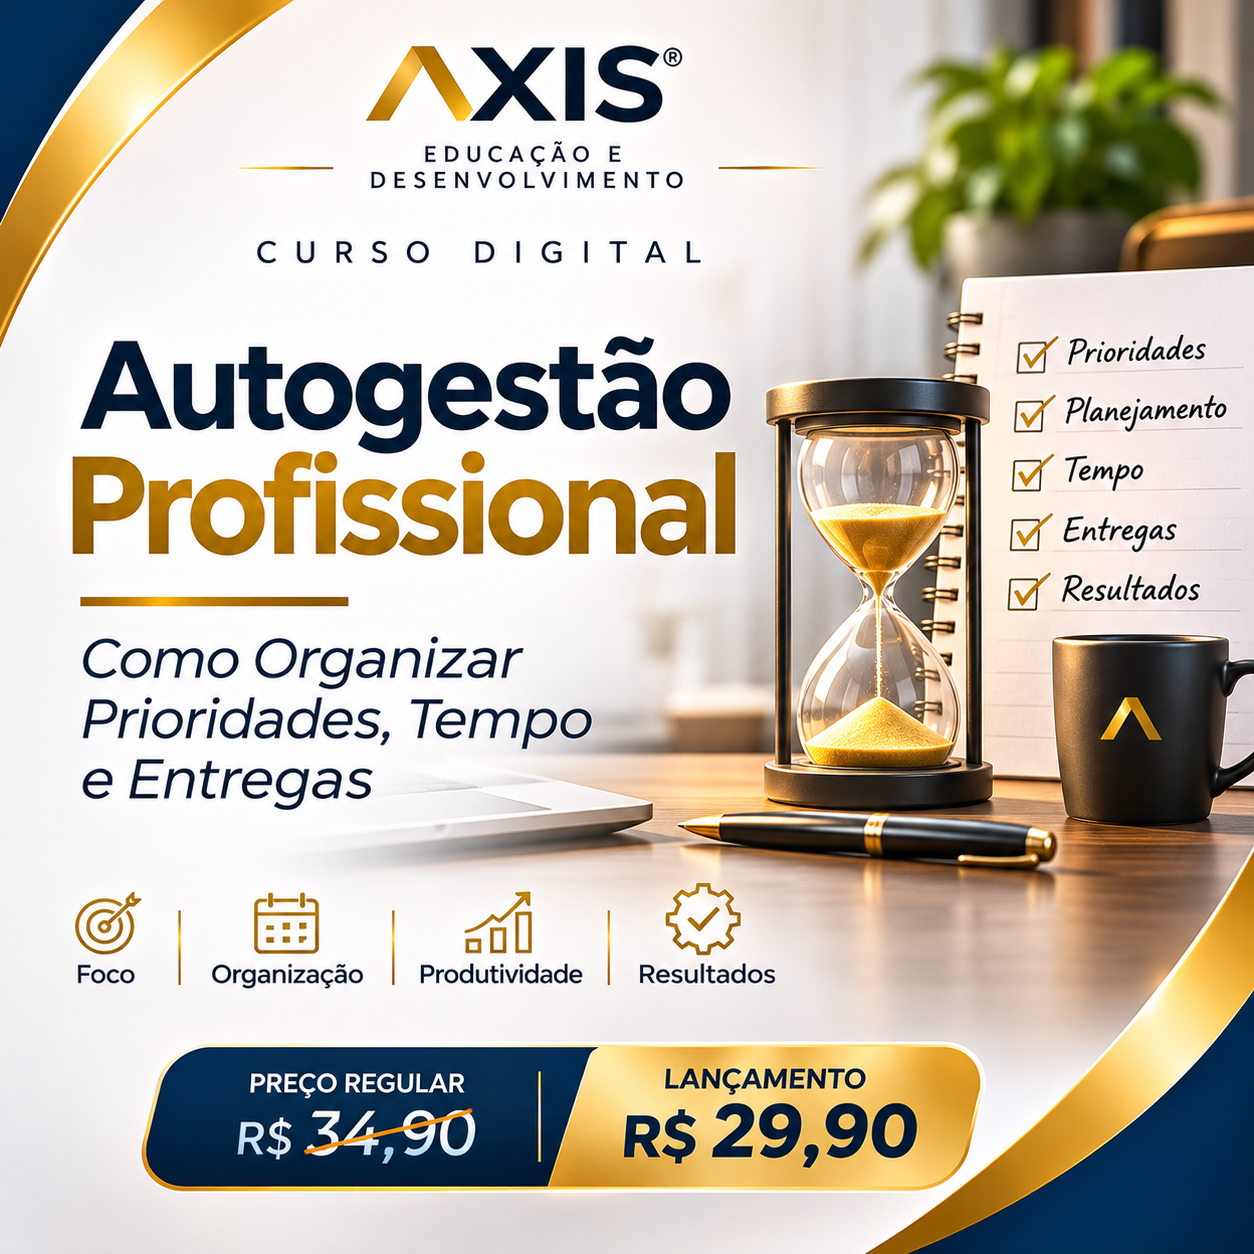 AXIS®
EDUCAÇÃO E
DESENVOLVIMENTO
CURSO DIGITAL
Autogestão
Profissional
Como Organizar
Prioridades, Tempo
e Entregas
Prioridades
Planejamento
Tempo
Entregas
Resultados
Foco
Organização
Produtividade
Resultados
PREÇO REGULAR
R$ 34,90
LANÇAMENTO
R$ 29,90